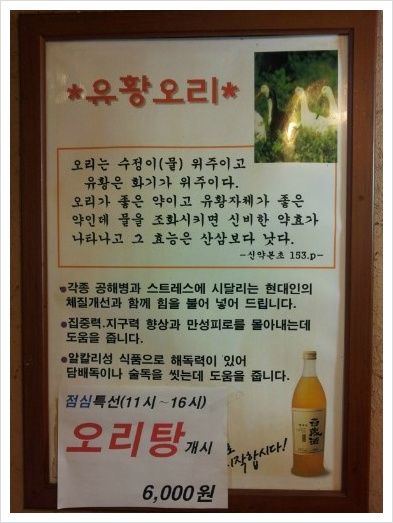 *유황오리*
오리는 수정이(물) 위주이고
유황은 화기가 위주이다.
오리가 좋은 약이고 유황자체가 좋은
약인데 물을 조화시키면 신비한 약효가
나타나고 그 효능은 산삼보다 낫다.
-신약본초 153.p-
●각종 공해병과 스트레스에 시달리는 현대인의
체질개선과 함께 힘을 불어 넣어 드립니다.
●집중력.지구력 향상과 만성피로를 몰아내는데
도움을 줍니다.
●알칼리성 식품으로 해독력이 있어
담배독이나 술독을 씻는데 도움을 줍니다.
점심특선(11시~16시)
오리탕개시
6,000원
시작합시다!